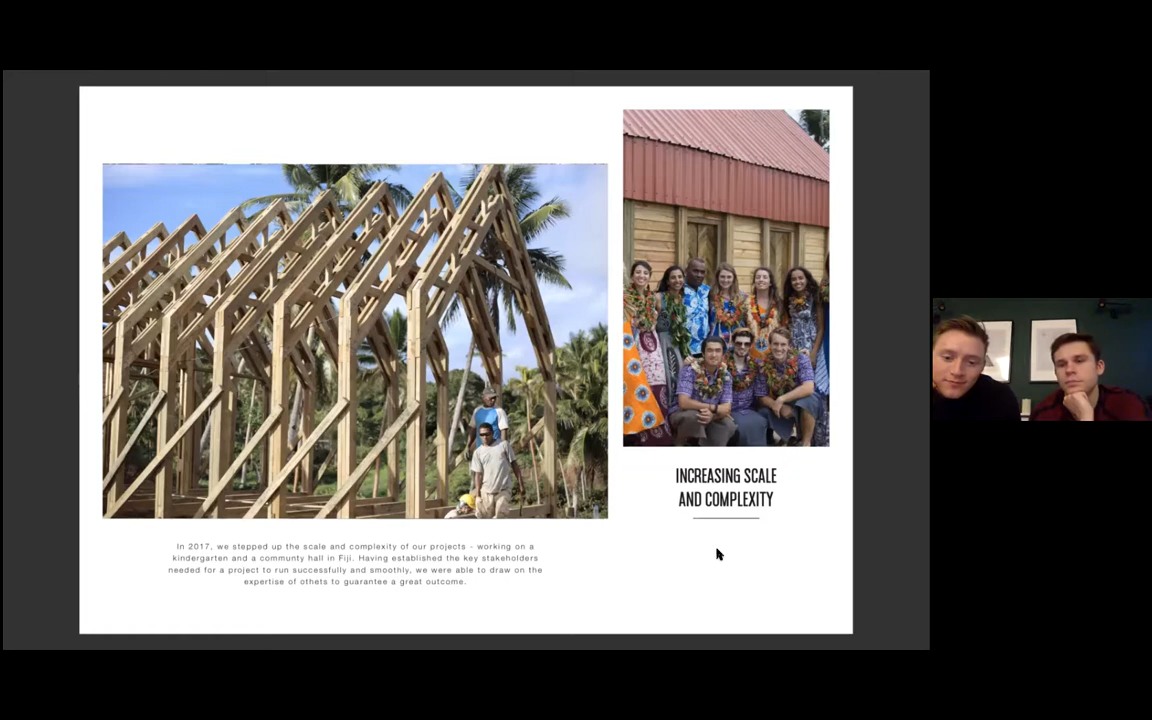 INCREASING SCALE
AND COMPLEXITY
In 2017, we stepped up the scale and complexity of our projects - working on a
kindergarten and a communty hall in Fiji. Having established the key stakeholders
needed for a project to run successfully and smoothly, we were able to draw on the
expertise of othets to guarantee a great outcome.